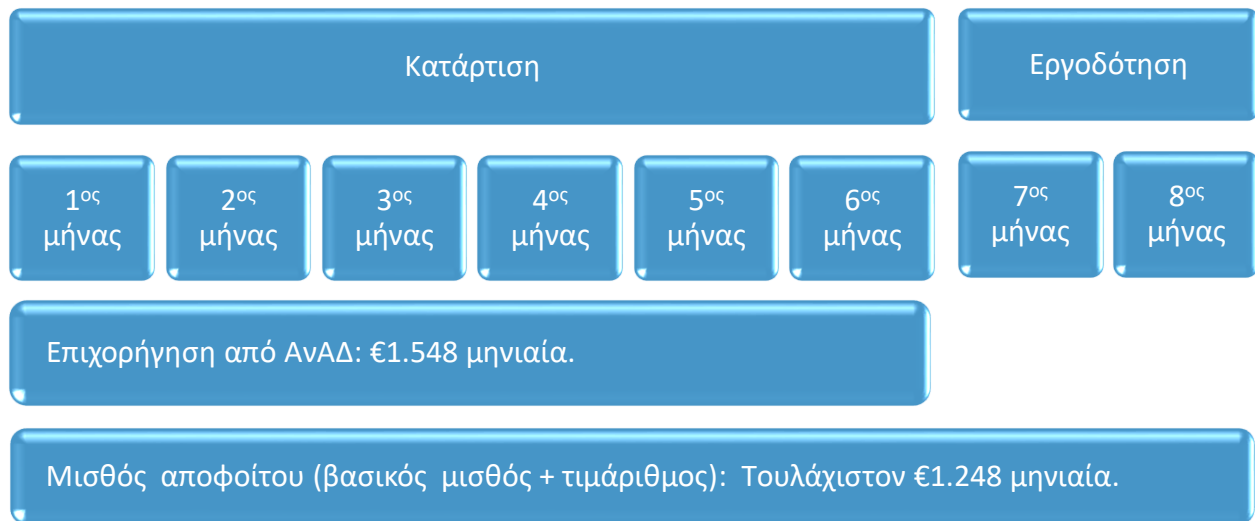 Κατάρτιση
Εργοδότηση
1ος
μήνας
2ος
μήνας
3ος
μήνας
4ος
μήνας
5ος
μήνας
6ος
μήνας
7ος
μήνας
8ος
μήνας
Επιχορήγηση από ΑνΑΔ: €1.548 μηνιαία.
Μισθός αποφοίτου (βασικός μισθός + τιμάριθμος): Τουλάχιστον €1.248 μηνιαία.